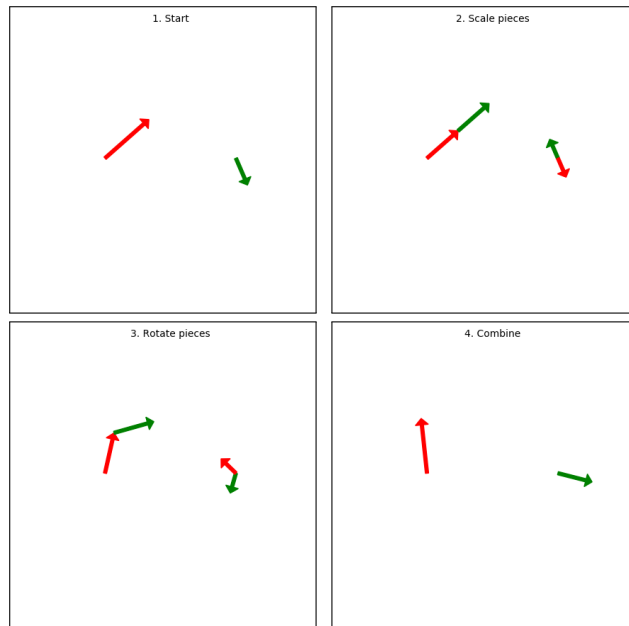 1. Start
2. Scale pieces
3. Rotate pieces
4. Combine